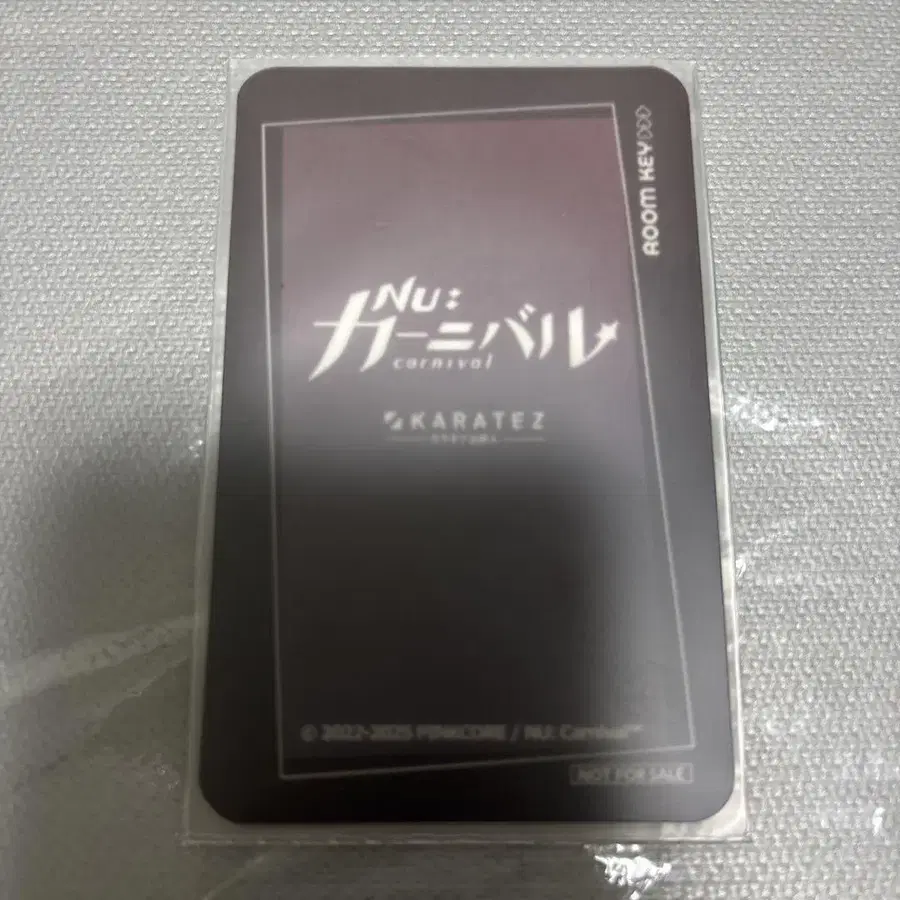 ROOM KEY
NU:
カーニバル
carnival
KARATEZ
© 2022-2025 PINKCORE / NU: Carnival™
NOT FOR SALE